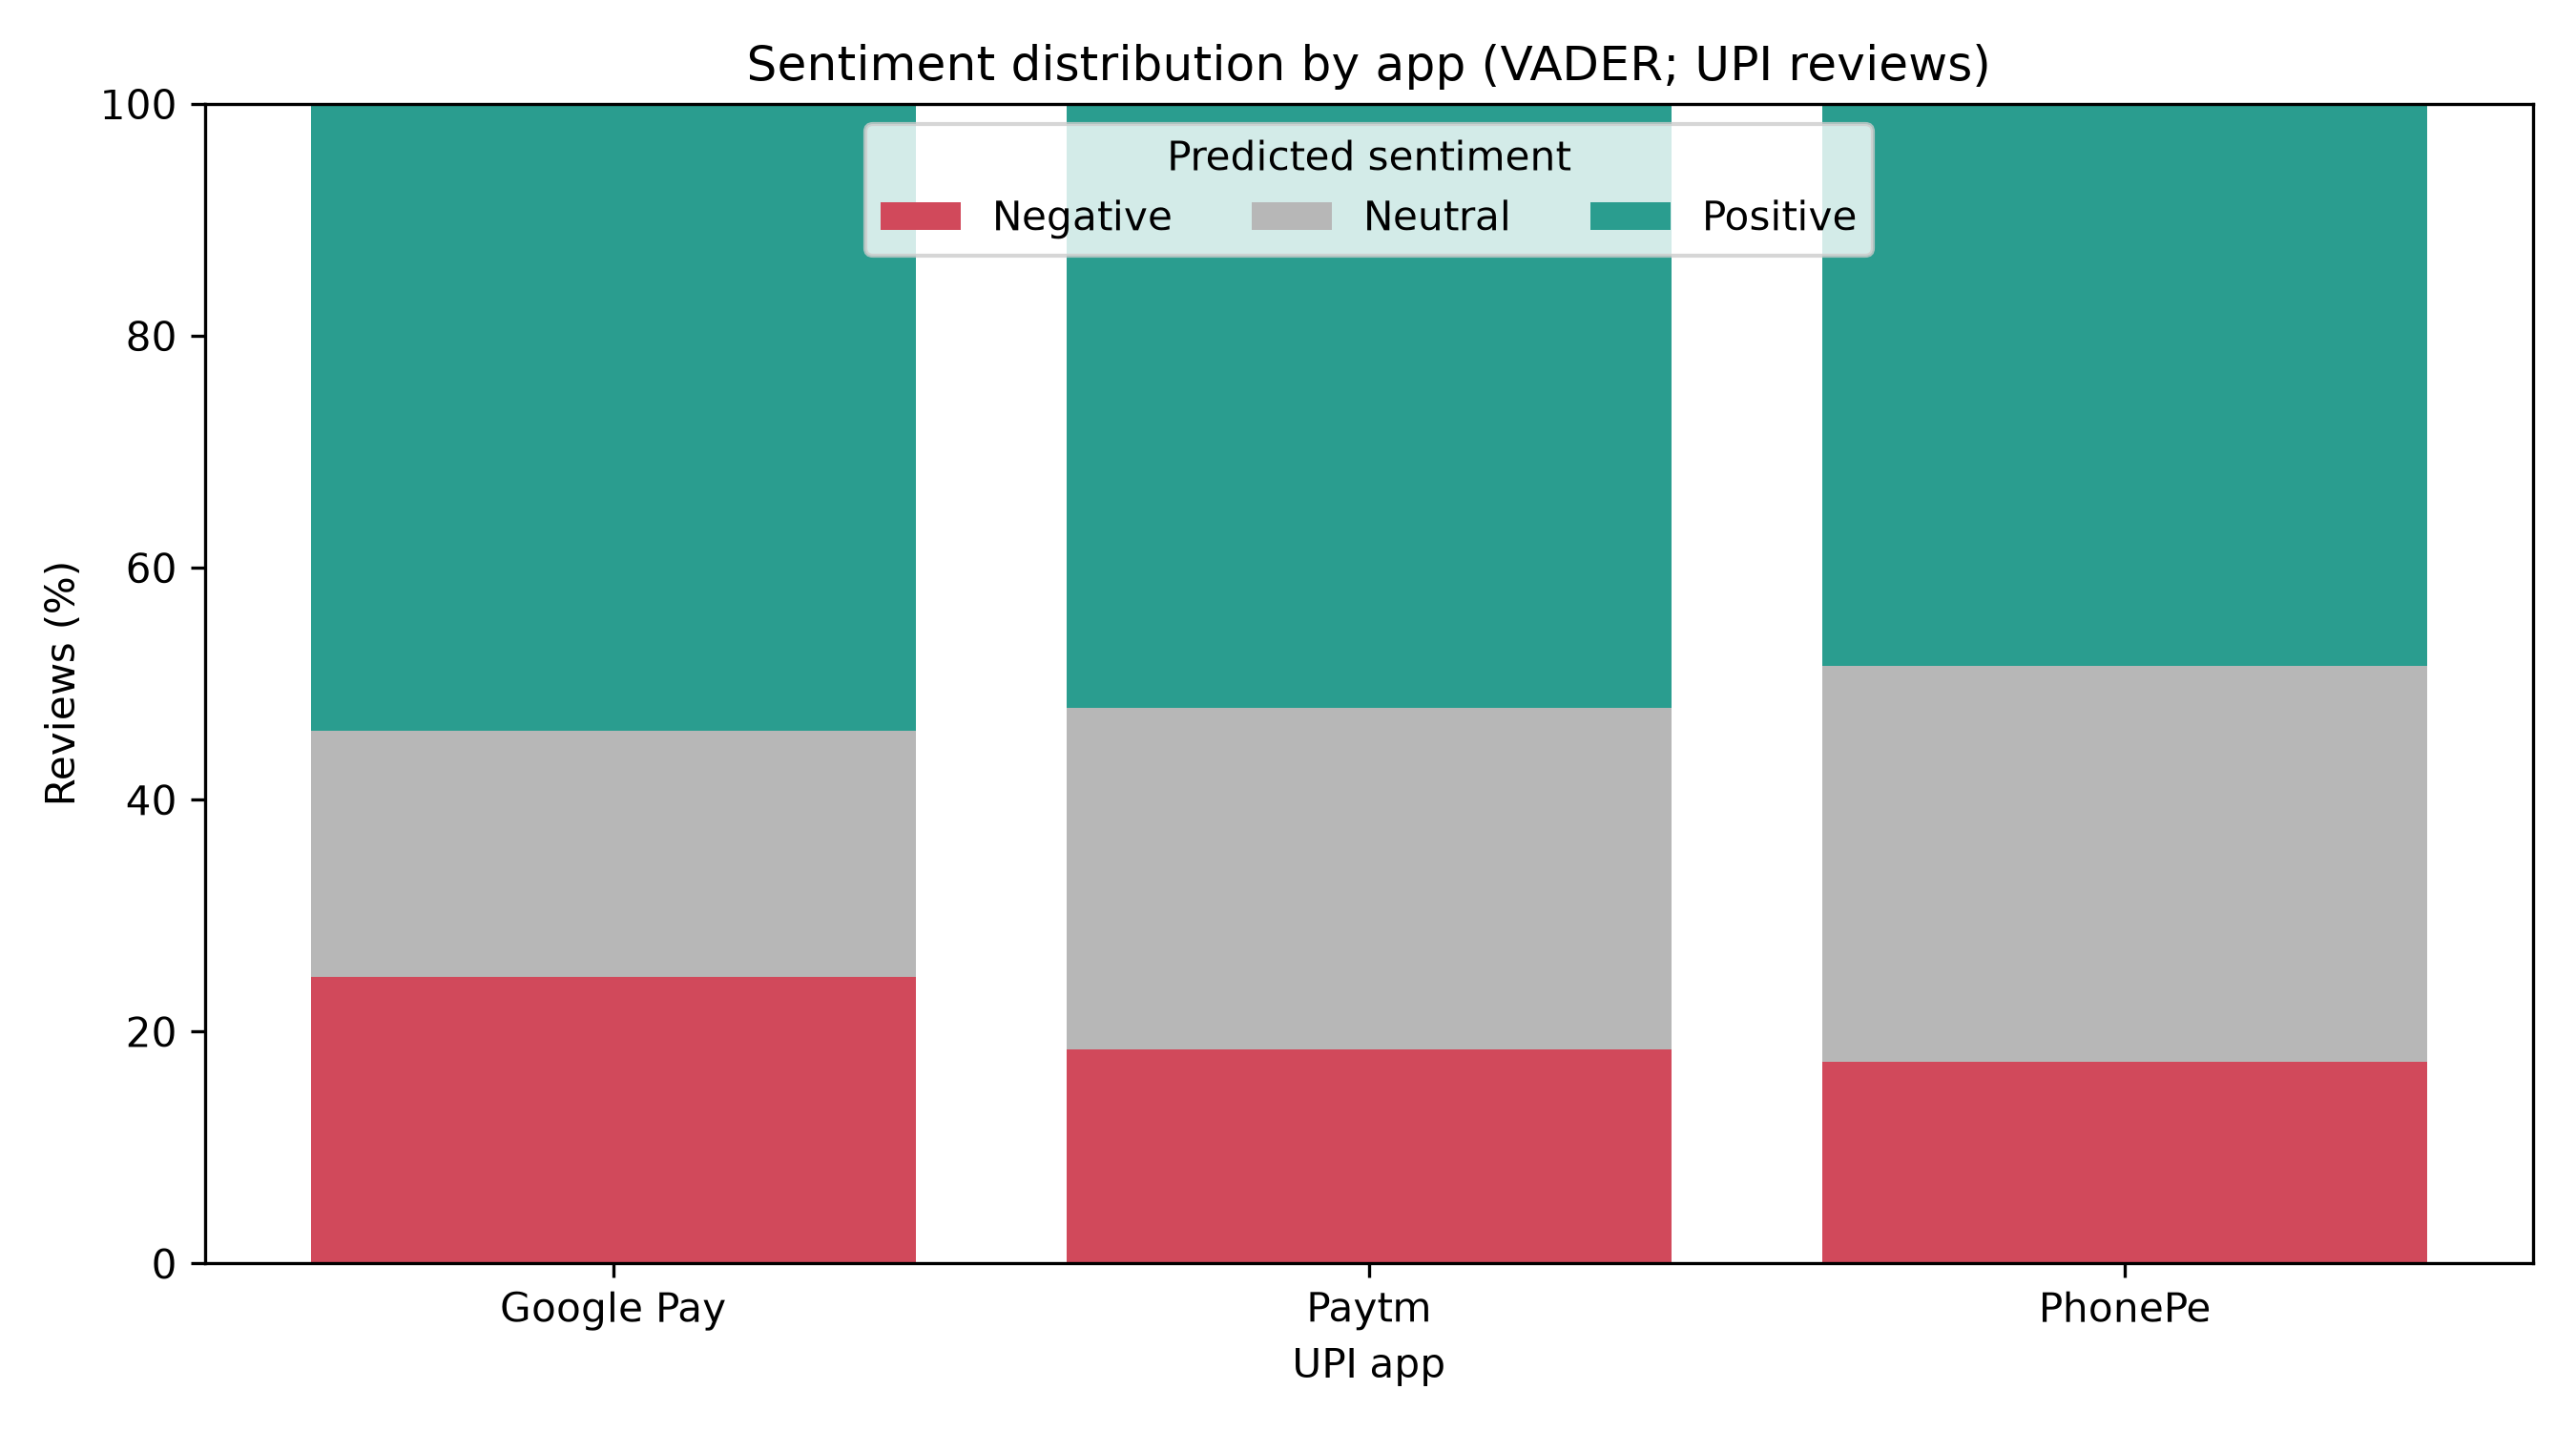 Sentiment distribution by app (VADER; UPI reviews)
Predicted sentiment
Negative Neutral Positive
Reviews (%)
100
80
60
40
20
0
Google Pay Paytm PhonePe
UPI app